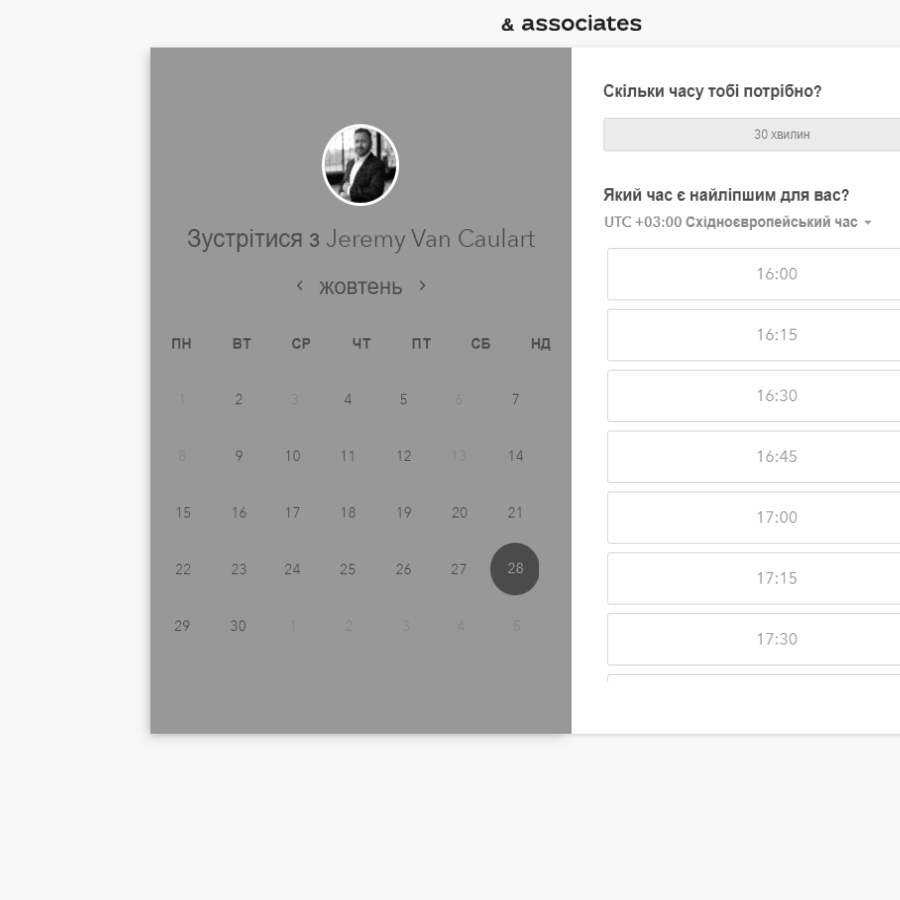 & associates
Зустрітися з Jeremy Van Caulart
жовтень
ПН ВТ СР ЧТ ПТ СБ НД
1 2 3 4 5 6 7
8 9 10 11 12 13 14
15 16 17 18 19 20 21
22 23 24 25 26 27 28
29 30 1 2 3 4 5
Скільки часу тобі потрібно?
30 хвилин
Який час є найліпшим для вас?
UTC +03:00 Східноєвропейський час
16:00
16:15
16:30
16:45
17:00
17:15
17:30